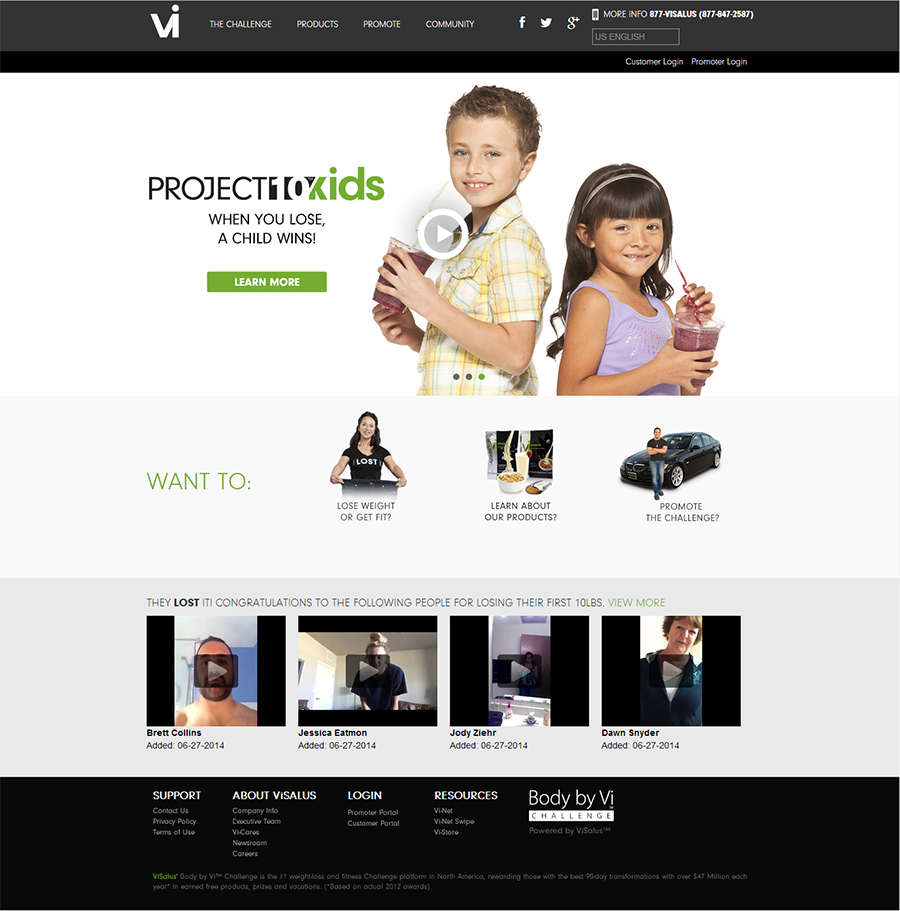 Vi
THE CHALLENGE PRODUCTS PROMOTE COMMUNITY
MORE INFO 877-VISALUS (877-847-2587)
US ENGLISH
Customer Login Promoter Login
PROJECT10Xkids
WHEN YOU LOSE,
A CHILD WINS!
LEARN MORE
WANT TO:
LOST
LOSE WEIGHT
OR GET FIT?
LEARN ABOUT
OUR PRODUCTS?
PROMOTE
THE CHALLENGE?
THEY LOST IT! CONGRATULATIONS TO THE FOLLOWING PEOPLE FOR LOSING THEIR FIRST 10LBS. VIEW MORE
Brett Collins
Added: 06-27-2014
Jessica Eatmon
Added: 06-27-2014
Jody Ziehr
Added: 06-27-2014
Dawn Snyder
Added: 06-27-2014
SUPPORT
Contact Us
Privacy Policy
Terms of Use
ABOUT ViSALUS
Company Info
Executive Team
Vi-Cares
Newsroom
Careers
LOGIN
Promoter Portal
Customer Portal
RESOURCES
Vi-Net
Vi-Net Swipe
Vi-Store
Body by Vi
CHALLENGE
Powered by ViSalus™
ViSalus® Body by Vi™ Challenge is the #1 weight-loss and fitness Challenge platform in North America, rewarding those with the best 90-day transformations with over $47 Million each
year* in earned free products, prizes and vacations. (*Based on actual 2012 awards)